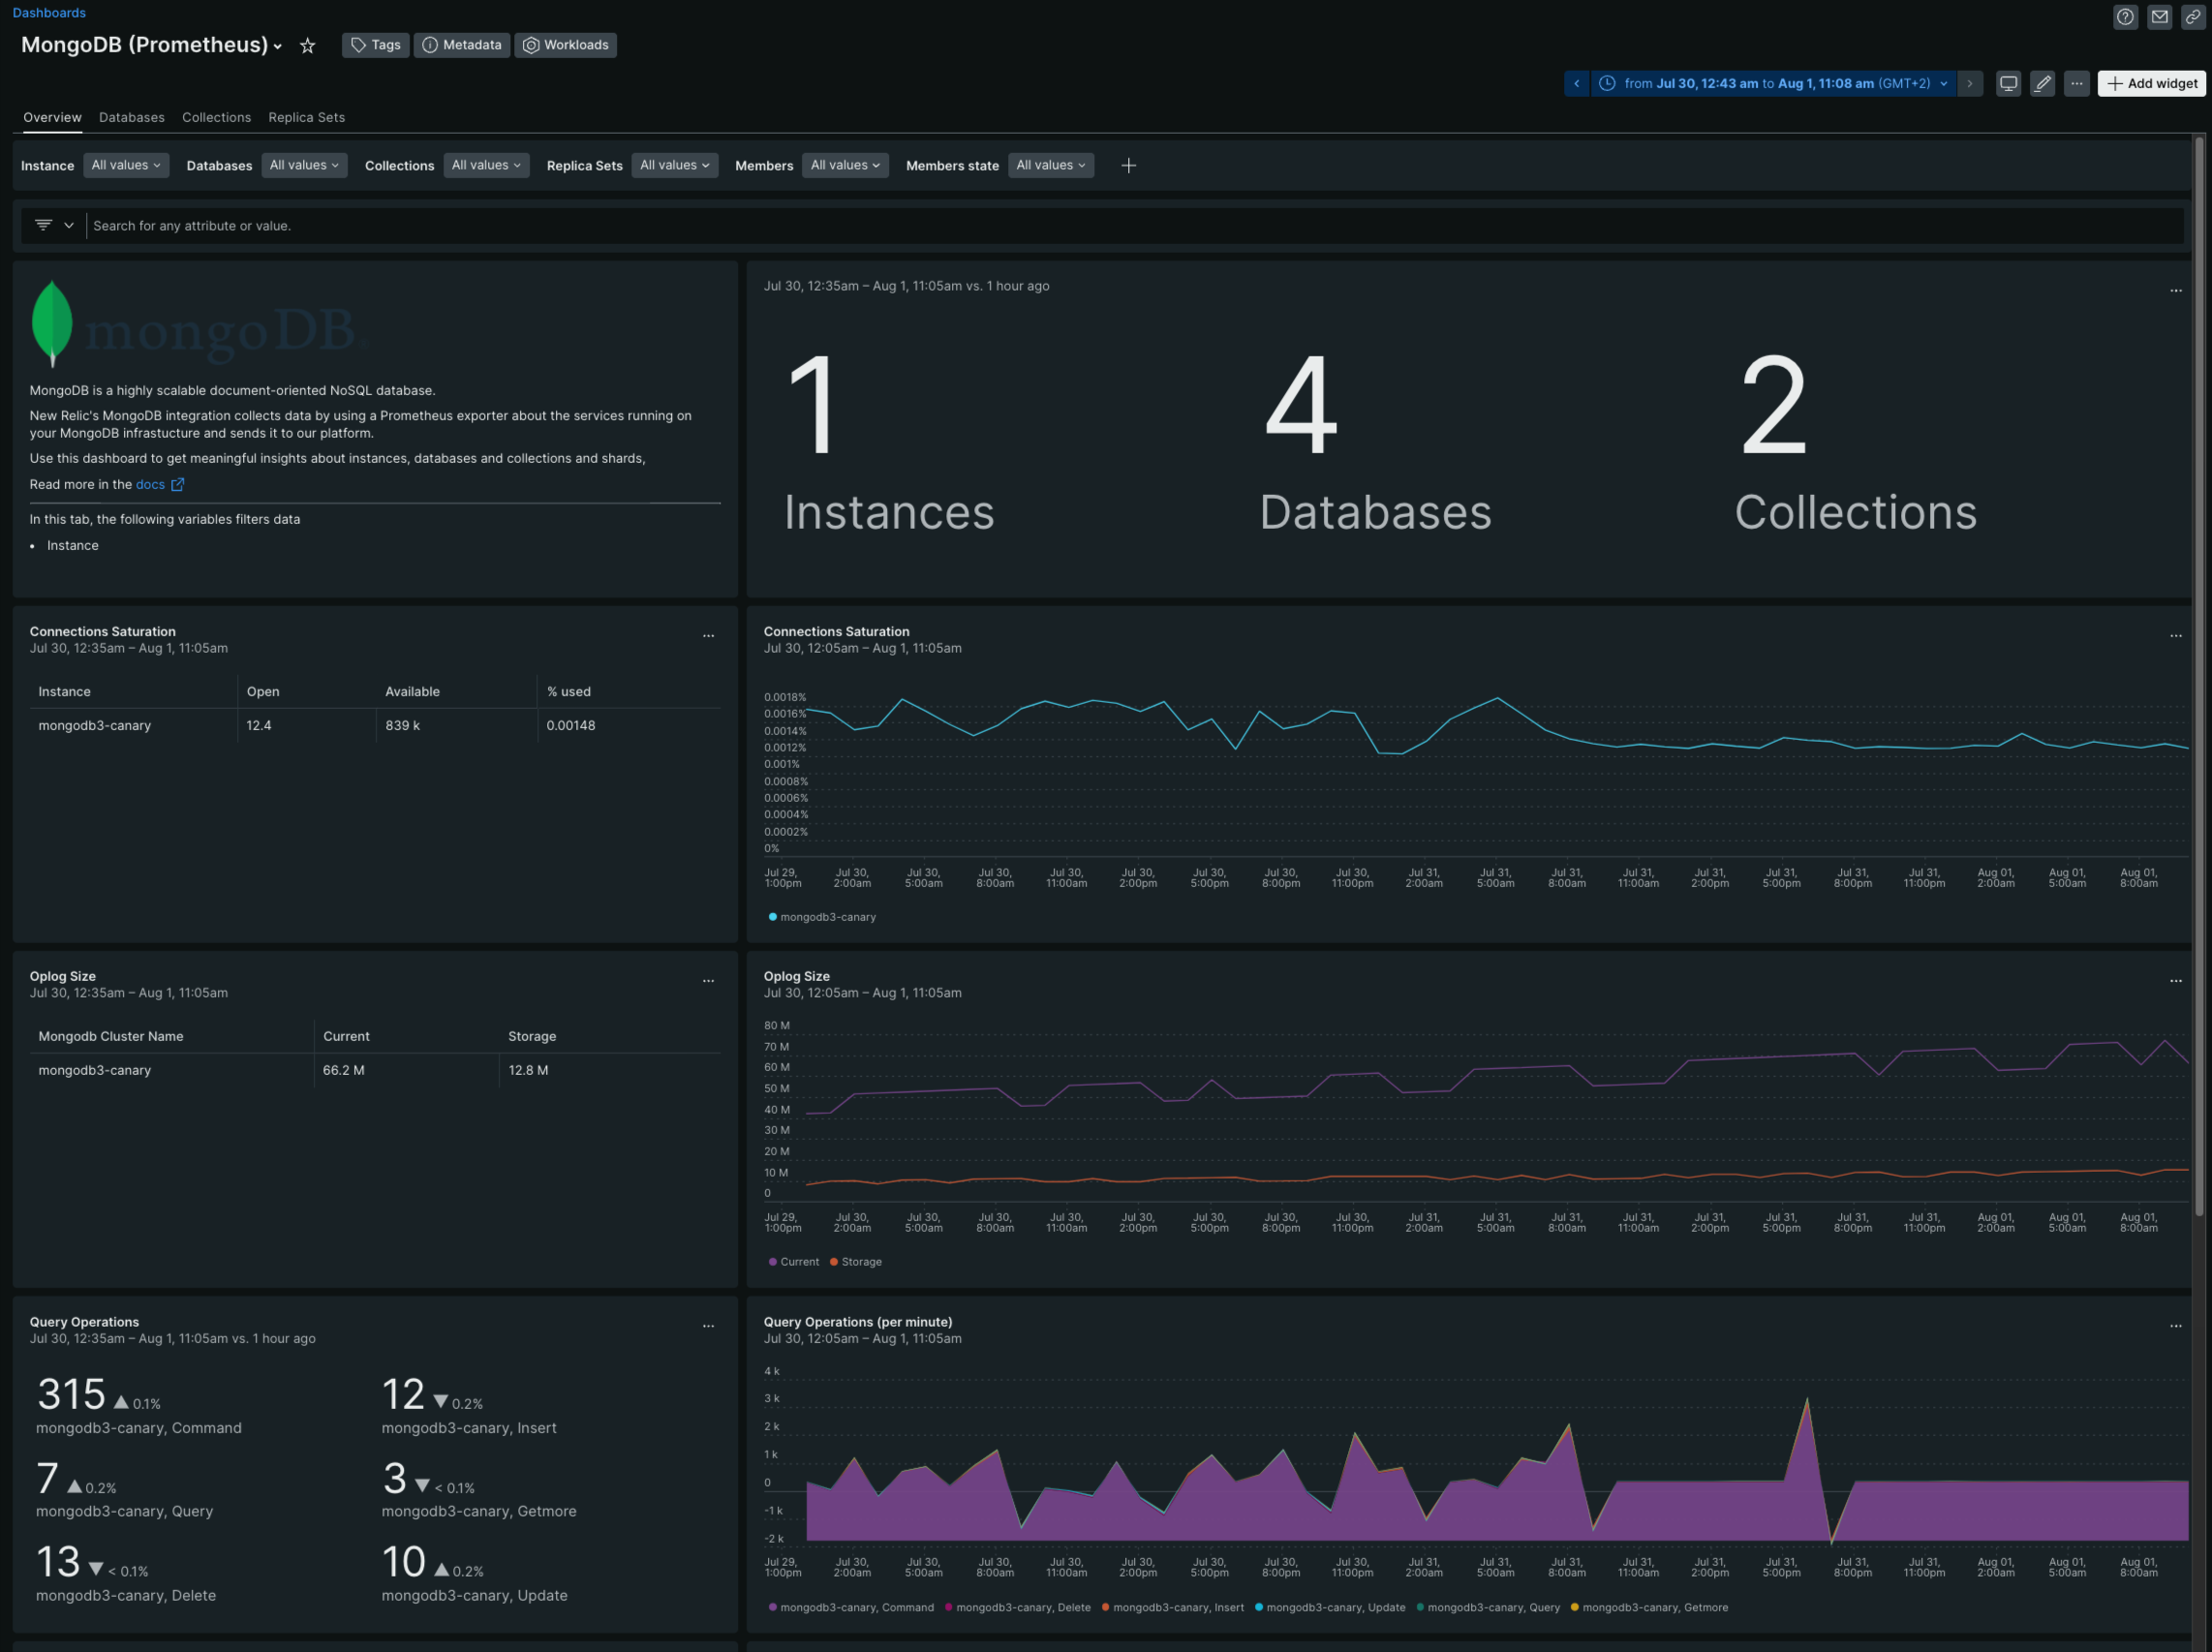 Dashboards
MongoDB (Prometheus)
Tags
Metadata
Workloads
from Jul 30, 12:43 am to Aug 1, 11:08 am (GMT+2)
Add widget
Overview Databases Collections Replica Sets
Instance All values Databases All values Collections All values Replica Sets All values Members All values Members state All values
Search for any attribute or value.
mongoDB®
MongoDB is a highly scalable document-oriented NoSQL database.
New Relic's MongoDB integration collects data by using a Prometheus exporter about the services running on
your MongoDB infrastucture and sends it to our platform.
Use this dashboard to get meaningful insights about instances, databases and collections and shards,
Read more in the docs
In this tab, the following variables filters data
• Instance
Jul 30, 12:35am – Aug 1, 11:05am vs. 1 hour ago
1 4 2
Instances Databases Collections
Connections Saturation
Jul 30, 12:35am – Aug 1, 11:05am
Instance Open Available % used
mongodb3-canary 12.4 839 k 0.00148
Connections Saturation
Jul 30, 12:05am – Aug 1, 11:05am
0.0018%
0.0016%
0.0014%
0.0012%
0.001%
0.0008%
0.0006%
0.0004%
0.0002%
0%
Jul 29, Jul 30, Jul 30, Jul 30, Jul 30, Jul 30, Jul 30, Jul 30, Jul 30, Jul 31, Jul 31, Jul 31, Jul 31, Jul 31, Jul 31, Jul 31, Jul 31, Aug 01, Aug 01, Aug 01,
1:00pm 2:00am 5:00am 8:00am 11:00am 2:00pm 5:00pm 8:00pm 11:00pm 2:00am 5:00am 8:00am 11:00am 2:00pm 5:00pm 8:00pm 11:00pm 2:00am 5:00am 8:00am
mongodb3-canary
Oplog Size
Jul 30, 12:35am – Aug 1, 11:05am
Mongodb Cluster Name Current Storage
mongodb3-canary 66.2 M 12.8 M
Oplog Size
Jul 30, 12:05am – Aug 1, 11:05am
80 M
70 M
60 M
50 M
40 M
30 M
20 M
10 M
0
Jul 29, Jul 30, Jul 30, Jul 30, Jul 30, Jul 30, Jul 30, Jul 30, Jul 30, Jul 31, Jul 31, Jul 31, Jul 31, Jul 31, Jul 31, Jul 31, Jul 31, Aug 01, Aug 01, Aug 01,
1:00pm 2:00am 5:00am 8:00am 11:00am 2:00pm 5:00pm 8:00pm 11:00pm 2:00am 5:00am 8:00am 11:00am 2:00pm 5:00pm 8:00pm 11:00pm 2:00am 5:00am 8:00am
Current Storage
Query Operations
Jul 30, 12:35am – Aug 1, 11:05am vs. 1 hour ago
315 ▲ 0.1% 12 ▼ 0.2%
mongodb3-canary, Command mongodb3-canary, Insert
7 ▲ 0.2% 3 ▼ < 0.1%
mongodb3-canary, Query mongodb3-canary, Getmore
13 ▼ < 0.1% 10 ▲ 0.2%
mongodb3-canary, Delete mongodb3-canary, Update
Query Operations (per minute)
Jul 30, 12:05am – Aug 1, 11:05am
4 k
3 k
2 k
1 k
0
-1 k
-2 k
Jul 29, Jul 30, Jul 30, Jul 30, Jul 30, Jul 30, Jul 30, Jul 30, Jul 30, Jul 31, Jul 31, Jul 31, Jul 31, Jul 31, Jul 31, Jul 31, Jul 31, Aug 01, Aug 01, Aug 01,
1:00pm 2:00am 5:00am 8:00am 11:00am 2:00pm 5:00pm 8:00pm 11:00pm 2:00am 5:00am 8:00am 11:00am 2:00pm 5:00pm 8:00pm 11:00pm 2:00am 5:00am 8:00am
mongodb3-canary, Command mongodb3-canary, Delete mongodb3-canary, Insert mongodb3-canary, Update mongodb3-canary, Query mongodb3-canary, Getmore